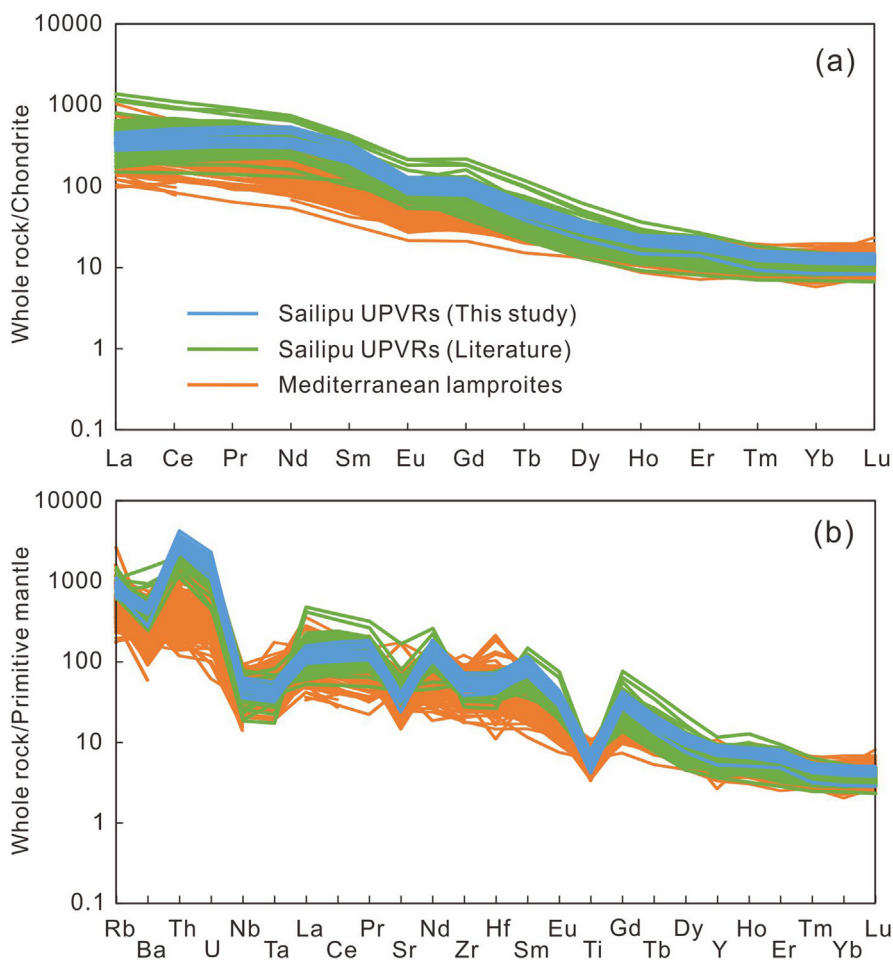 10000
(a)
1000
100
10
1
0.1
Whole rock/Chondrite
Sailipu UPVRs (This study)
Sailipu UPVRs (Literature)
Mediterranean lamproites
La Ce Pr Nd Sm Eu Gd Tb Dy Ho Er Tm Yb Lu
10000
(b)
1000
100
10
1
0.1
Whole rock/Primitive mantle
Rb Th Nb La Pr Nd Hf Eu Gd Dy Ho Tm Lu
Ba U Ta Ce Sr Zr Sm Ti Tb Y Er Yb